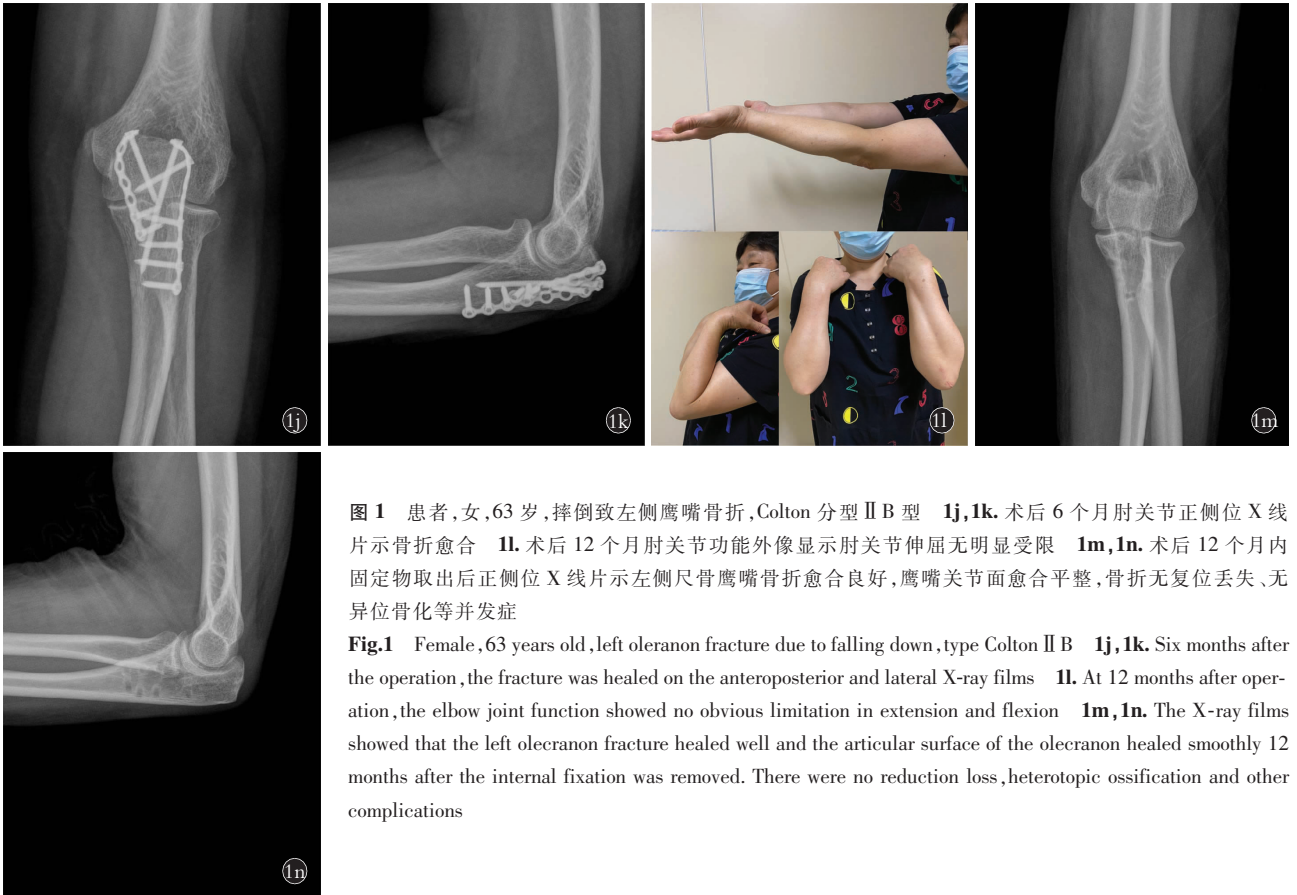 1j
1k
1l
1m
1n
图 1 患者,女,63 岁,摔倒致左侧鹰嘴骨折,Colton 分型ⅡB 型 1j,1k. 术后 6 个月肘关节正侧位 X 线
片示骨折愈合 1l. 术后 12 个月肘关节功能外像显示肘关节伸屈无明显受限 1m,1n. 术后 12 个月内
固定物取出后正侧位 X 线片示左侧尺骨鹰嘴骨折愈合良好,鹰嘴关节面愈合平整,骨折无复位丢失、无
异位骨化等并发症
Fig.1 Female,63 years old,left oleranon fracture due to falling down,type Colton ⅡB 1j,1k. Six months after
the operation,the fracture was healed on the anteroposterior and lateral X-ray films 1l. At 12 months after oper-
ation,the elbow joint function showed no obvious limitation in extension and flexion 1m,1n. The X-ray films
showed that the left olecranon fracture healed well and the articular surface of the olecranon healed smoothly 12
months after the internal fixation was removed. There were no reduction loss,heterotopic ossification and other
complications